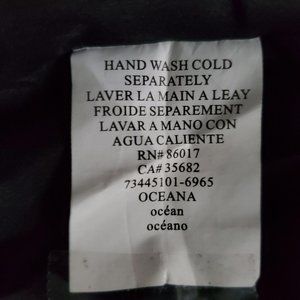 HAND WASH COLD
SEPARATELY
LAVER LA MAIN A LEAY
FROIDE SEPAREMENT
LAVAR A MANO CON
AGUA CALIENTE
RN# 86017
CA# 35682
73445101-6965
OCEANA
océan
océano